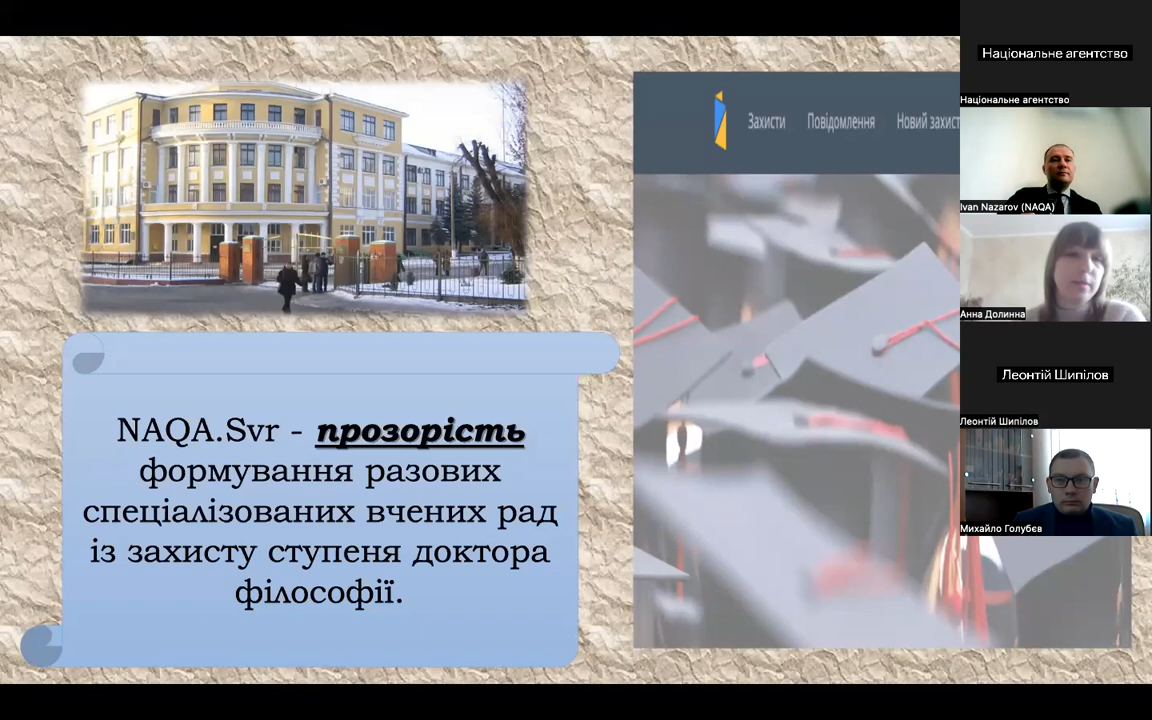 Захисти Повідомлення Новий захист
NAQA.Svr - прозорість
формування разових
спеціалізованих вчених рад
із захисту ступеня доктора
філософії.
Національне агентство
Національне агентство
Ivan Nazarov (NAQA)
Анна Долинна
Леонтій Шипілов
Леонтій Шипілов
Михайло Голубєв